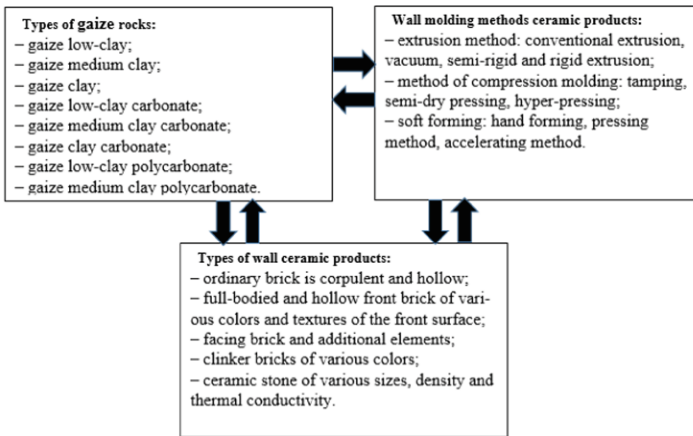 Types of gaize rocks:
– gaize low-clay;
– gaize medium clay;
– gaize clay;
– gaize low-clay carbonate;
– gaize medium clay carbonate;
– gaize clay carbonate;
– gaize low-clay polycarbonate;
– gaize medium clay polycarbonate.
Wall molding methods ceramic products:
– extrusion method: conventional extrusion,
vacuum, semi-rigid and rigid extrusion;
– method of compression molding: tamping,
semi-dry pressing, hyper-pressing;
– soft forming: hand forming, pressing
method, accelerating method.
Types of wall ceramic products:
– ordinary brick is corpulent and hollow;
– full-bodied and hollow front brick of vari-
ous colors and textures of the front surface;
– facing brick and additional elements;
– clinker bricks of various colors;
– ceramic stone of various sizes, density and
thermal conductivity.